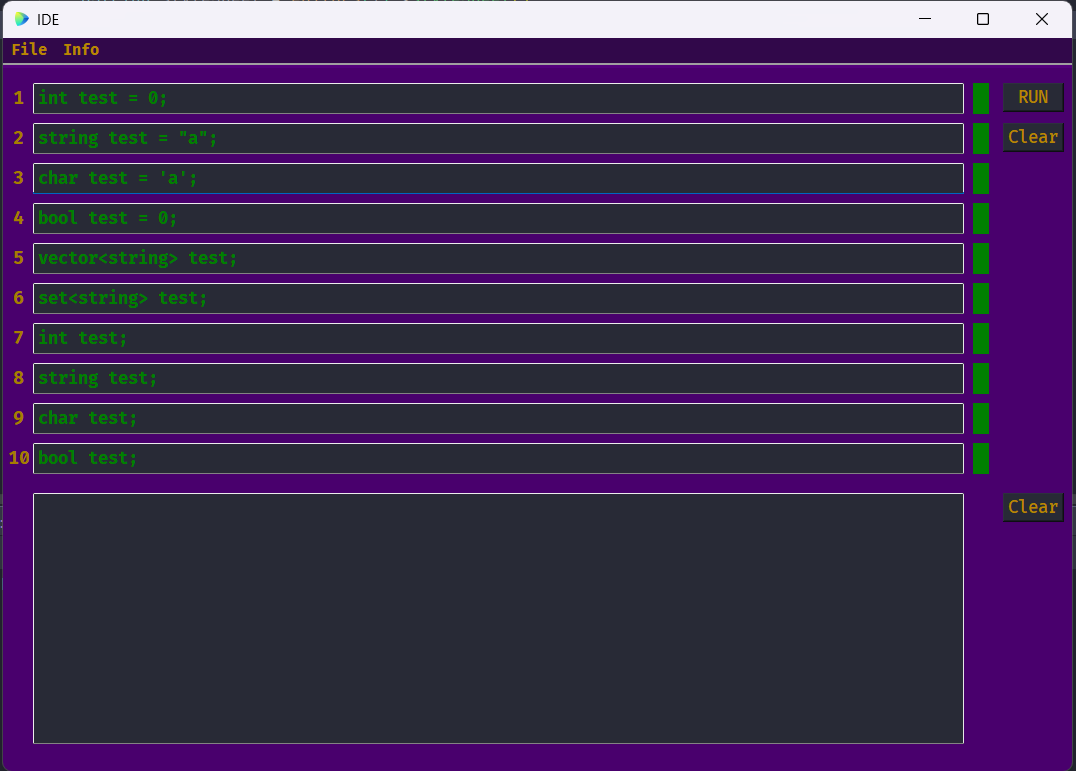 IDE
File Info
1 int test = 0; RUN
2 string test = "a"; Clear
3 char test = 'a';
4 bool test = 0;
5 vector<string> test;
6 set<string> test;
7 int test;
8 string test;
9 char test;
10 bool test;
Clear